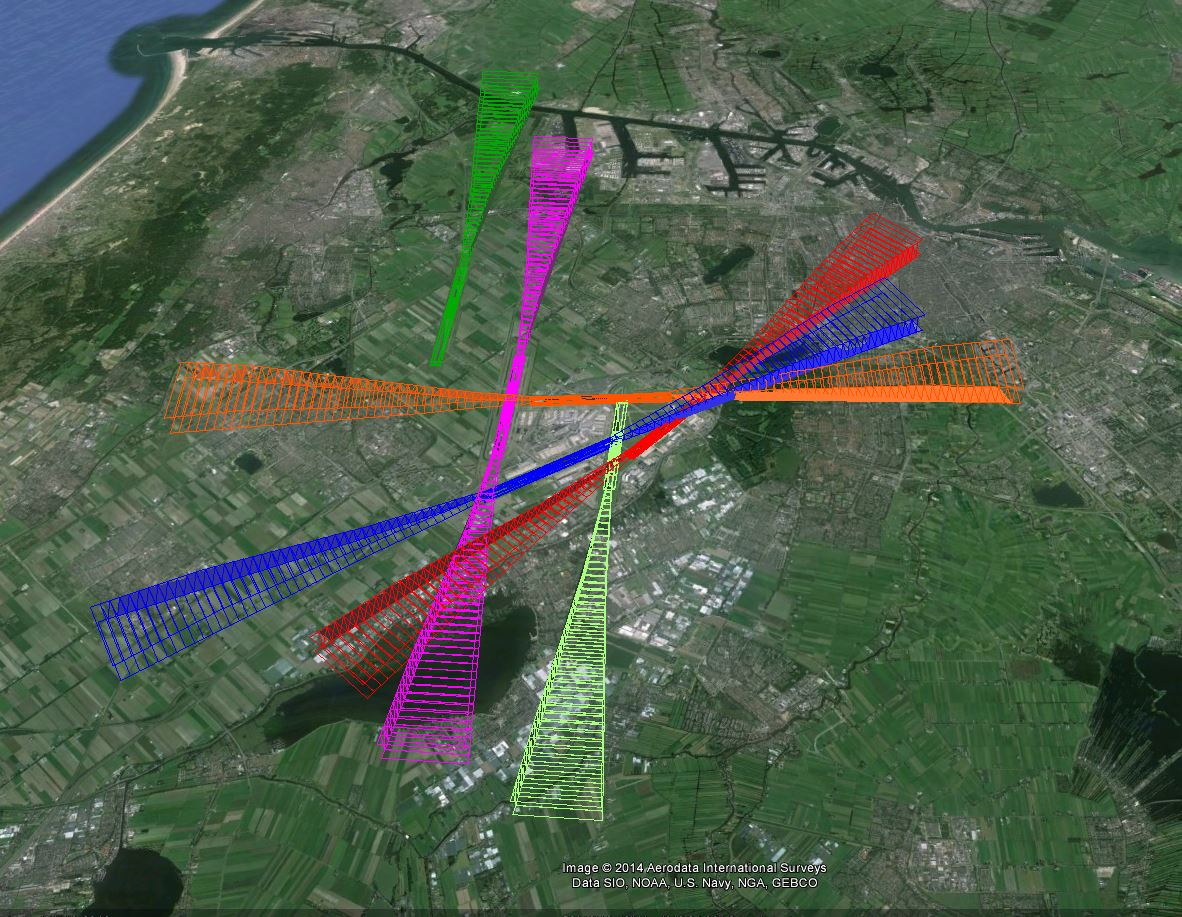 Image © 2014 Aerodata International Surveys
Data SIO, NOAA, U.S. Navy, NGA, GEBCO